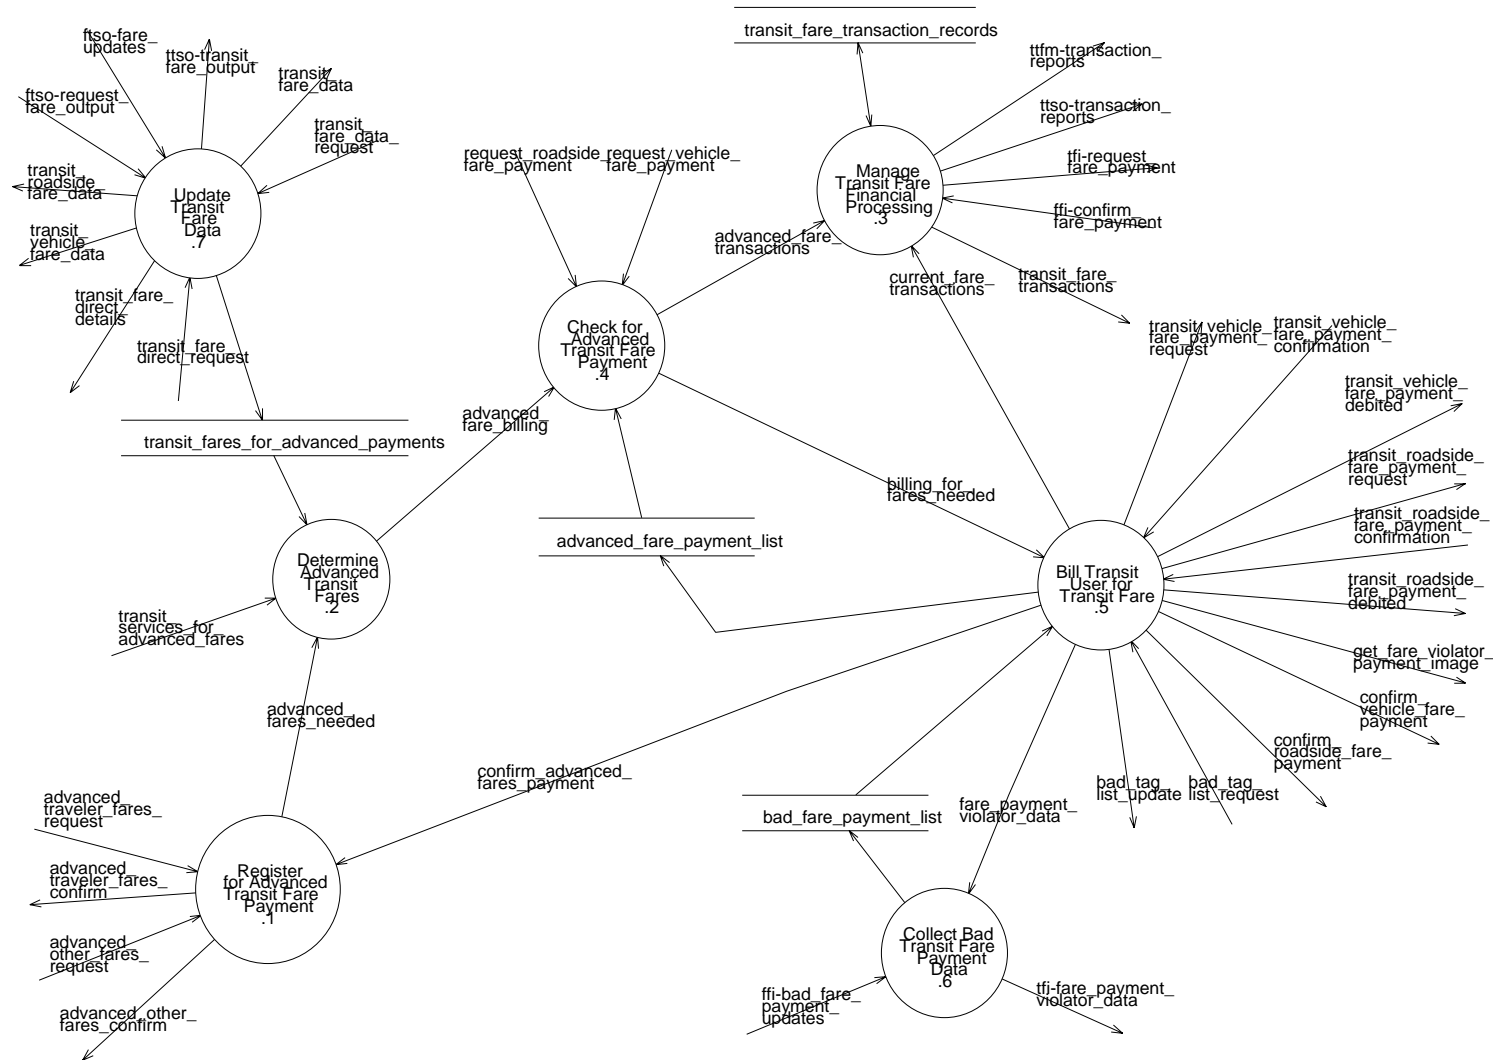 transit_fare_transaction_records
ftso-fare_
updates
ttso-transit_
fare_output
transit_
fare_data
ftso-request_
fare_output
transit_
fare_data_
request
transit_
roadside_
fare_data
Update
Transit
Fare
Data
.7
transit_
vehicle_
fare_data
transit_fare_
direct_
details
transit_fare_
direct_request
transit_fares_for_advanced_payments
ttfm-transaction_
reports
ttso-transaction_
reports
tfi-request_
fare_payment
ffi-confirm_
fare_payment
Manage
Transit Fare
Financial
Processing
.3
request_roadside_
fare_payment
request_vehicle_
fare_payment
advanced_fare_
transactions
current_fare_
transactions
transit_fare_
transactions
Check for
Advanced
Transit Fare
Payment
.4
transit_vehicle_
fare_payment_
request
transit_vehicle_
fare_payment_
confirmation
transit_vehicle_
fare_payment_
debited
advanced_
fare_billing
billing_for_
fares_needed
transit_roadside_
fare_payment_
request
transit_roadside_
fare_payment_
confirmation
advanced_fare_payment_list
Determine
Advanced
Transit
Fares
.2
Bill Transit
User for
Transit Fare
.5
transit_roadside_
fare_payment_
debited
transit_
services_for_
advanced_fares
get_fare_violator_
payment_image
confirm_
vehicle_fare_
payment
advanced_
fares_needed
confirm_
roadside_fare_
payment
confirm_advanced_
fares_payment
bad_tag_
list_update
bad_tag_
list_request
advanced_
traveler_fares_
request
bad_fare_payment_list
fare_payment_
violator_data
advanced_
traveler_fares_
confirm
Register
for Advanced
Transit Fare
Payment
.1
advanced_
other_fares_
request
Collect Bad
Transit Fare
Payment
Data
.6
advanced_other_
fares_confirm
ffi-bad_fare_
payment_
updates
tfi-fare_payment_
violator_data